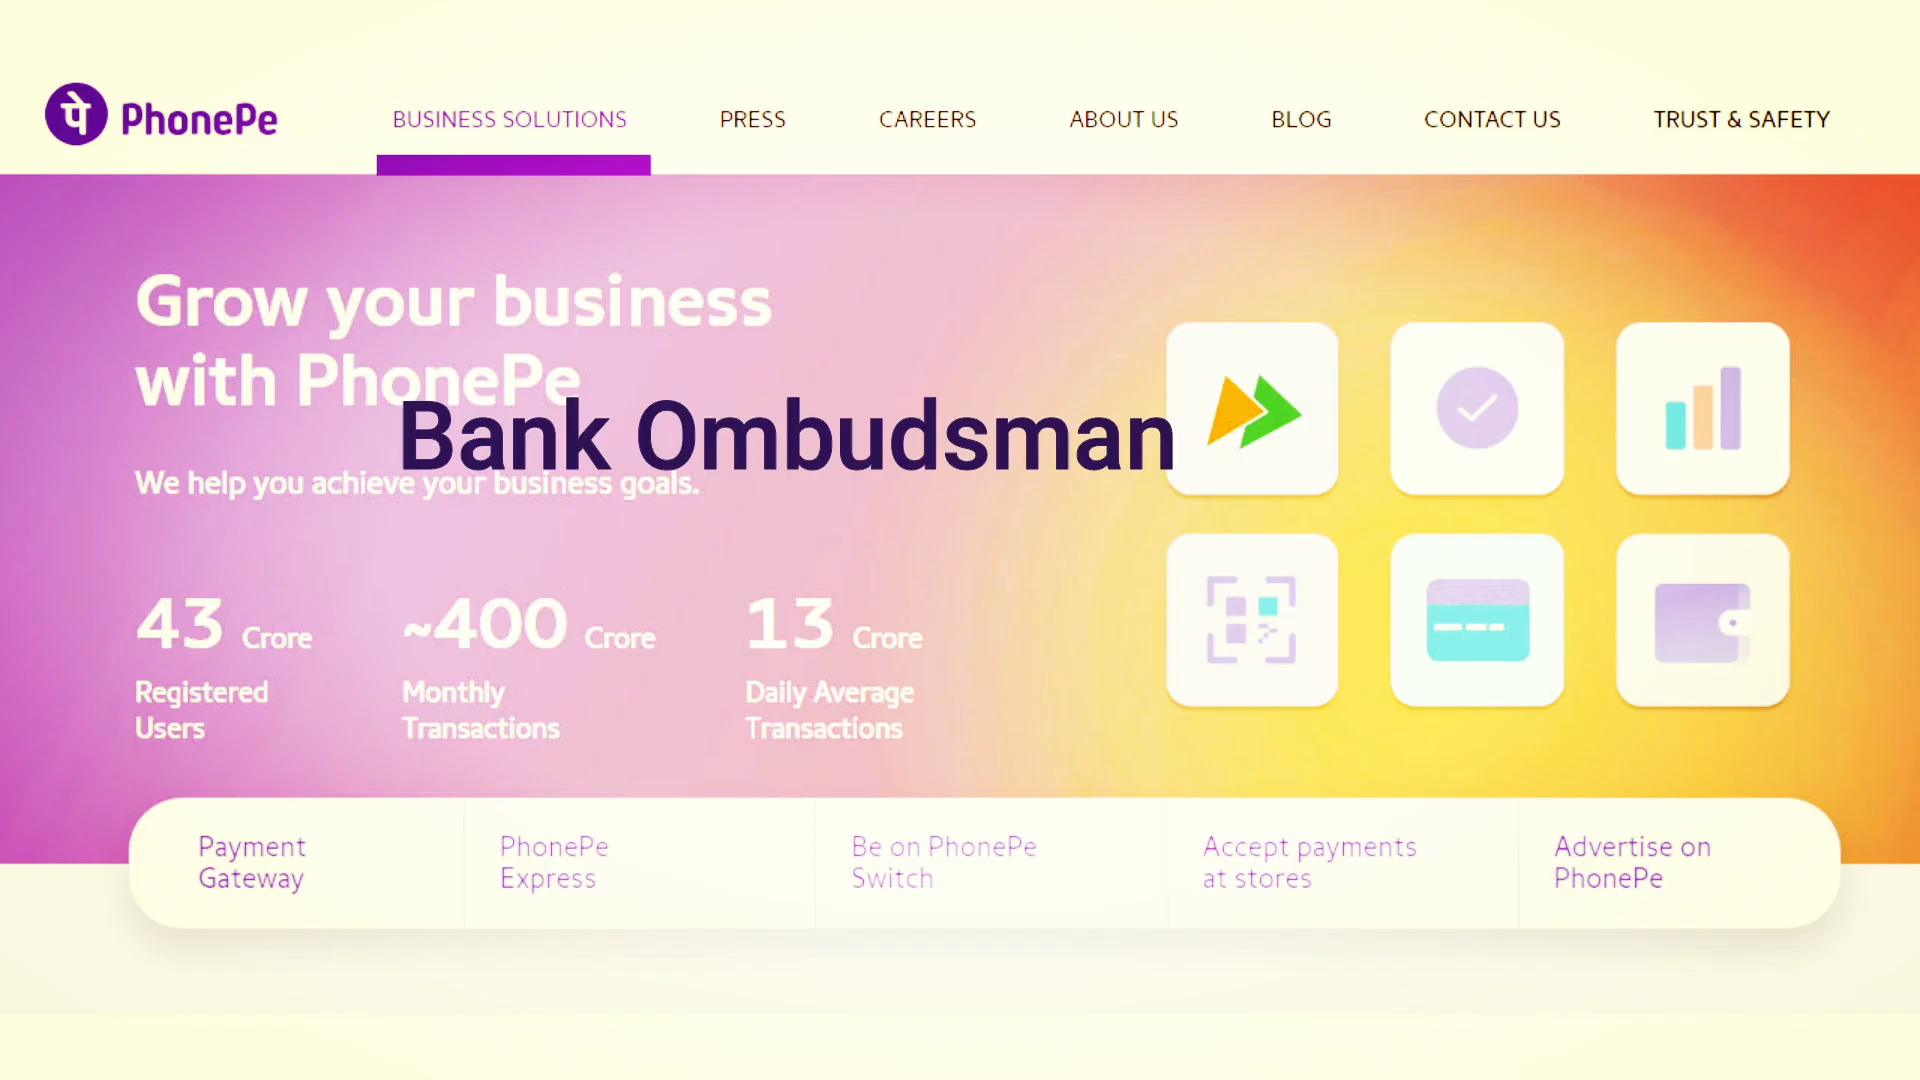 पे PhonePe
BUSINESS SOLUTIONS
PRESS
CAREERS
ABOUT US
BLOG
CONTACT US
TRUST & SAFETY
Grow your business
with PhonePe
Bank Ombudsman
We help you achieve your business goals.
43 Crore
Registered
Users
~400 Crore
Monthly
Transactions
13 Crore
Daily Average
Transactions
Payment
Gateway
PhonePe
Express
Be on PhonePe
Switch
Accept payments
at stores
Advertise on
PhonePe